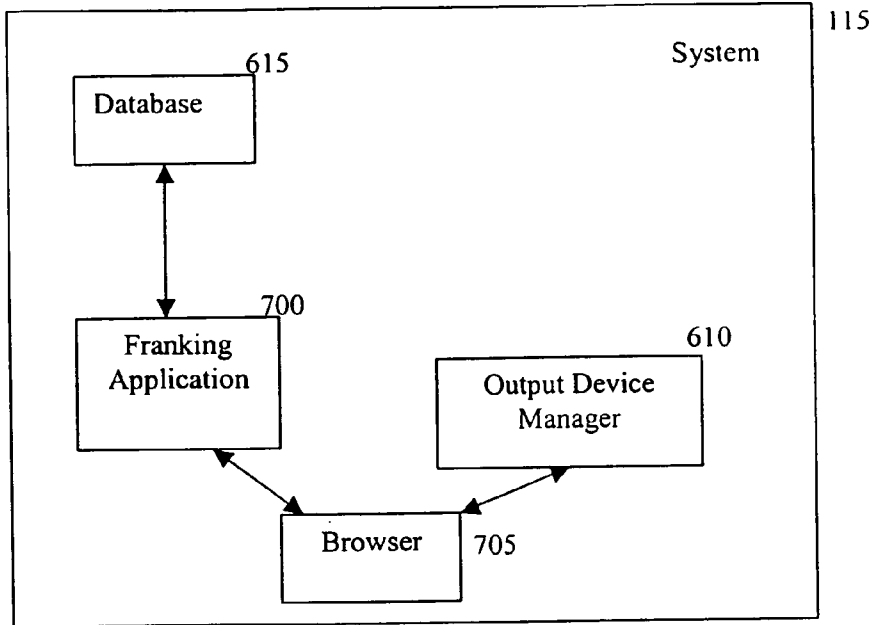 115
System
615
Database
700
Franking
Application
610
Output Device
Manager
Browser
705